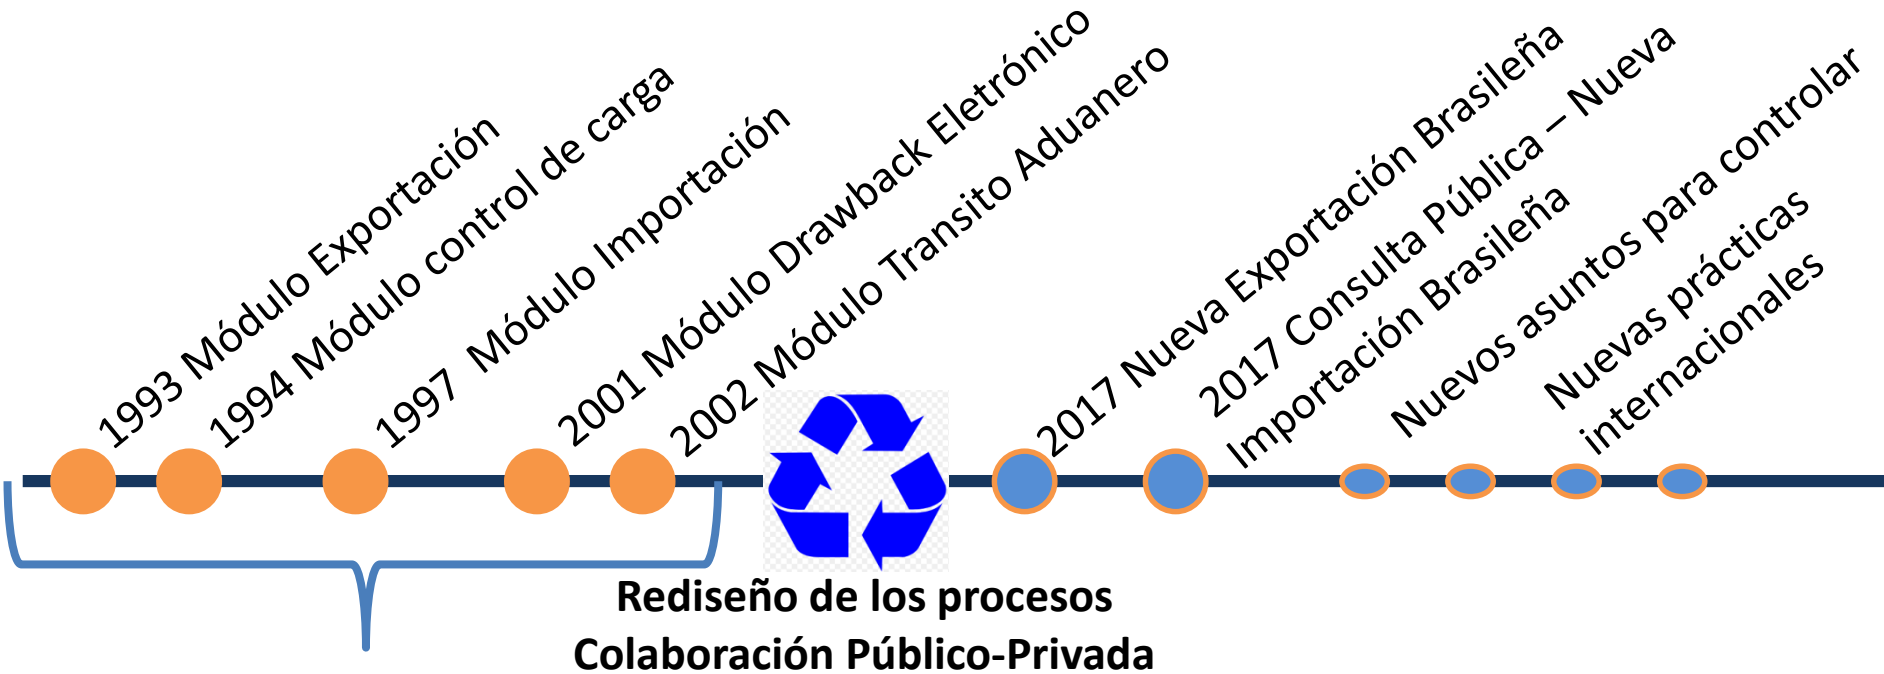 1993 Módulo Exportación
1994 Módulo control de carga
1997 Módulo Importación
2001 Módulo Drawback Eletrónico
2002 Módulo Transito Aduanero
2017 Nueva Exportación Brasileña
2017 Consulta Pública – Nueva
Importación Brasileña
Nuevos asuntos para controlar
Nuevas prácticas
internacionales
Rediseño de los procesos
Colaboración Público-Privada